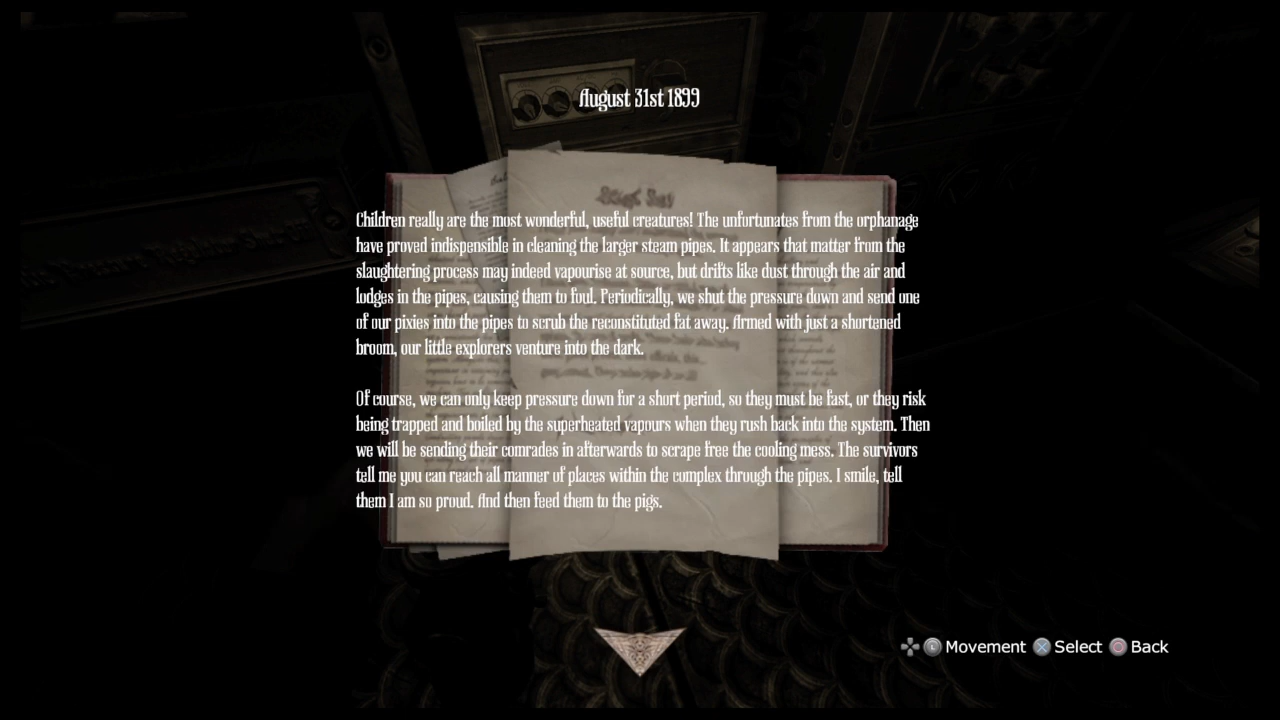 August 31st 1899
Children really are the most wonderful, useful creatures! The unfortunates from the orphanage
have proved indispensible in cleaning the larger steam pipes. It appears that matter from the
slaughtering process may indeed vapourise at source, but drifts like dust through the air and
lodges in the pipes, causing them to foul. Periodically, we shut the pressure down and send one
of our pixies into the pipes to scrub the reconstituted fat away. Armed with just a shortened
broom, our little explorers venture into the dark.
Of course, we can only keep pressure down for a short period, so they must be fast, or they risk
being trapped and boiled by the superheated vapours when they rush back into the system. Then
we will be sending their comrades in afterwards to scrape free the cooling mess. The survivors
tell me you can reach all manner of places within the complex through the pipes. I smile, tell
them I am so proud. And then feed them to the pigs.
Movement Select Back